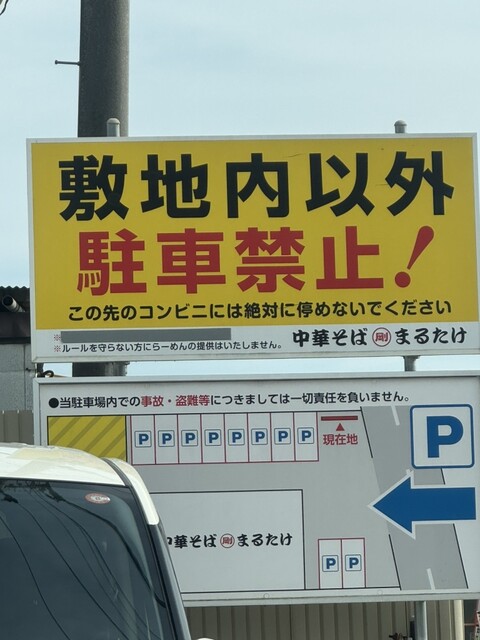 敷地内以外
駐車禁止!
この先のコンビニには絶対に停めないでください
※ルールを守らない方にらーめんの提供はいたしません。
中華そば 剛 まるたけ
●当駐車場内での事故・盗難等につきましては一切責任を負いません。
P P P P P P P P
現在地
P
中華そば 剛 まるたけ
P P